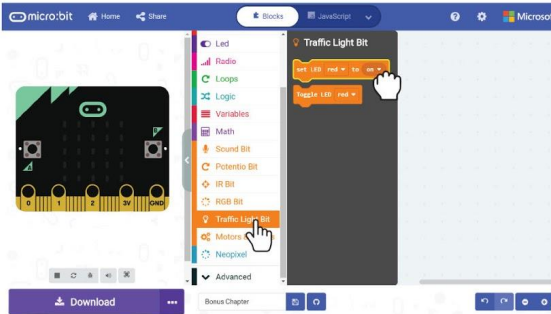 micro:bit Home Share Blocks JavaScript Microsof
Led
Radio
Loops
Logic
Variables
Math
Sound Bit
Potentio Bit
IR Bit
RGB Bit
Traffic Light Bit
Motors
Neopixel
Advanced
Traffic Light Bit
set LED red to on
Toggle LED red
B
A
0 1 2 3V GND
Download
Bonus Chapter